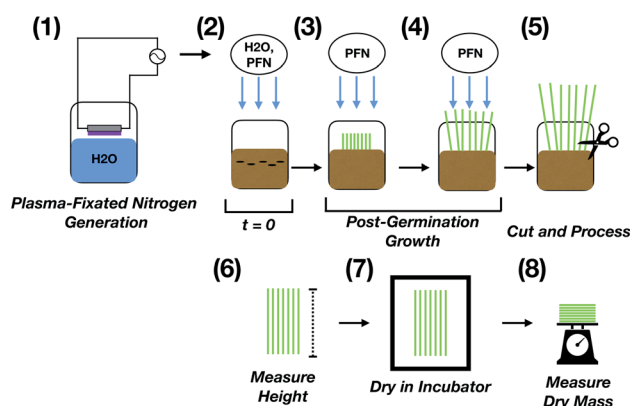 (1)
(2)
(3)
(4)
(5)
H2O,
PFN
PFN
PFN
H2O
Plasma-Fixated Nitrogen
Generation
t = 0
Post-Germination
Growth
Cut and Process
(6)
(7)
(8)
Measure
Height
Dry in Incubator
Measure
Dry Mass